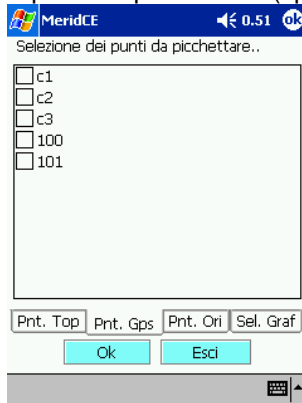 MeridCE 0.51 ok
Selezione dei punti da picchettare..
c1
c2
c3
100
101
Pnt. Top Pnt. Gps Pnt. Ori Sel. Graf
Ok Esci